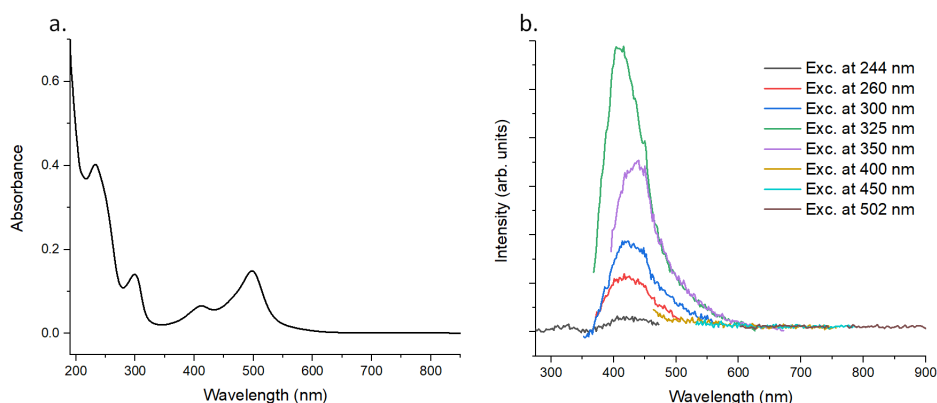 a.
0.6
0.4
0.2
0.0
Absorbance
200 300 400 500 600 700 800
Wavelength (nm)
b.
Intensity (arb. units)
Exc. at 244 nm
Exc. at 260 nm
Exc. at 300 nm
Exc. at 325 nm
Exc. at 350 nm
Exc. at 400 nm
Exc. at 450 nm
Exc. at 502 nm
300 400 500 600 700 800 900
Wavelength (nm)